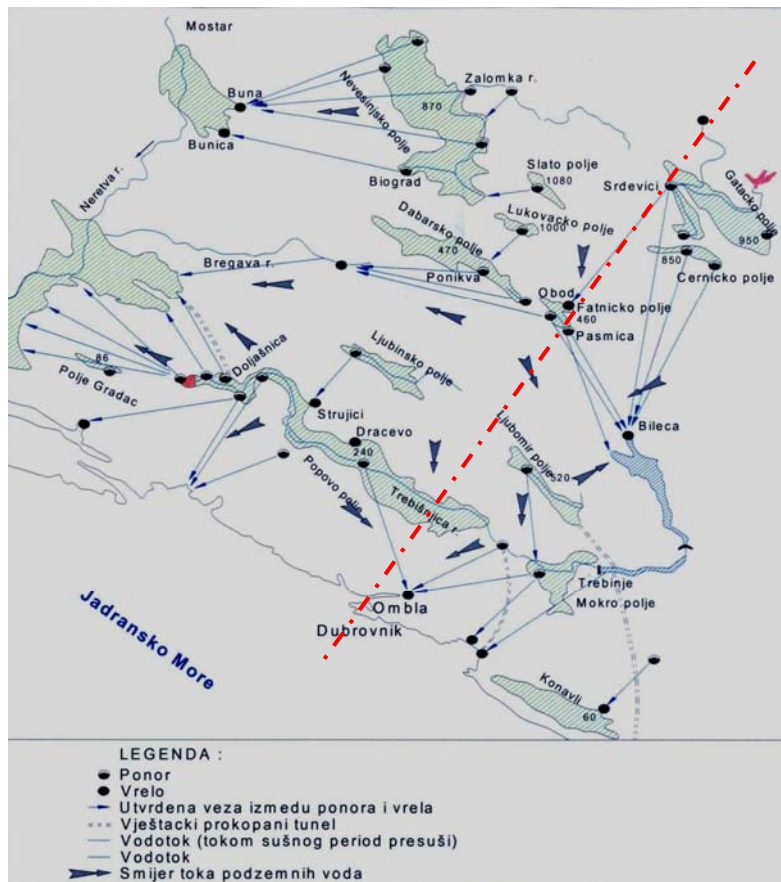 Mostar
Buna
Bunica
Neretva r.
Nevesinjsko polje
870
Biograd
Zalomka r.
Slato polje
1080
Lukovacko polje
1000
Dabarsko polje
470
Ponikva
Srdevici
Gatacko polje
950
850
Cernicko polje
Obod
Fatnicko polje
460
Pasmica
Bregava r.
86
Polje Gradac
Doljašnica
Ljubinsko polje
Strujici
Dracevo
240
Popovo polje
Trebišnjica r.
Ljubomir polje
520
Bileca
Trebinje
Mokro polje
Ombla
Dubrovnik
Jadransko More
Konavli
60
LEGENDA :
Ponor
Vrelo
Utvrdena veza izmedu ponora i vrela
Vještacki prokopani tunel
Vodotok (tokom sušnog period presuši)
Vodotok
Smijer toka podzemnih voda